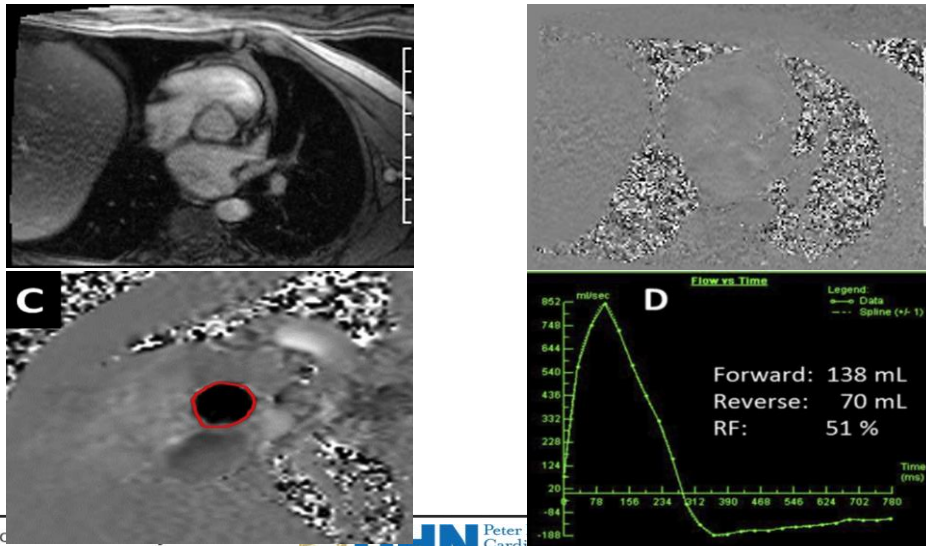 C
D
Flow vs Time
ml/sec
Legend:
Data
Spline (+/- 1)
852
748
644
540
436
332
228
124
20
-84
-188
Forward: 138 mL
Reverse: 70 mL
RF: 51 %
Time
(ms)
78 156 234 312 390 468 546 624 702 780
Peter